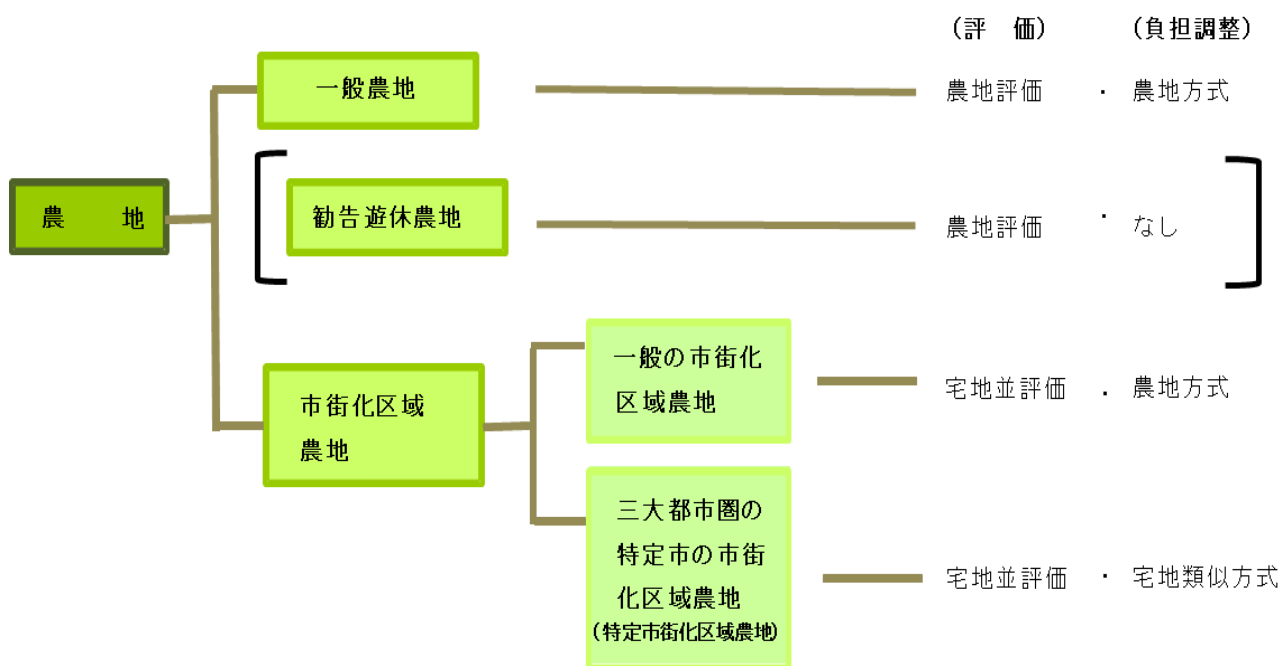 (評　価)　(負担調整)
一般農地　農地評価　・　農地方式
農　　地
勧告遊休農地　農地評価　・　なし
市街化区域
農地
一般の市街化
区域農地
宅地並評価　．　農地方式
三大都市圏の
特定市の市街
化区域農地
(特定市街化区域農地)
宅地並評価　・　宅地類似方式